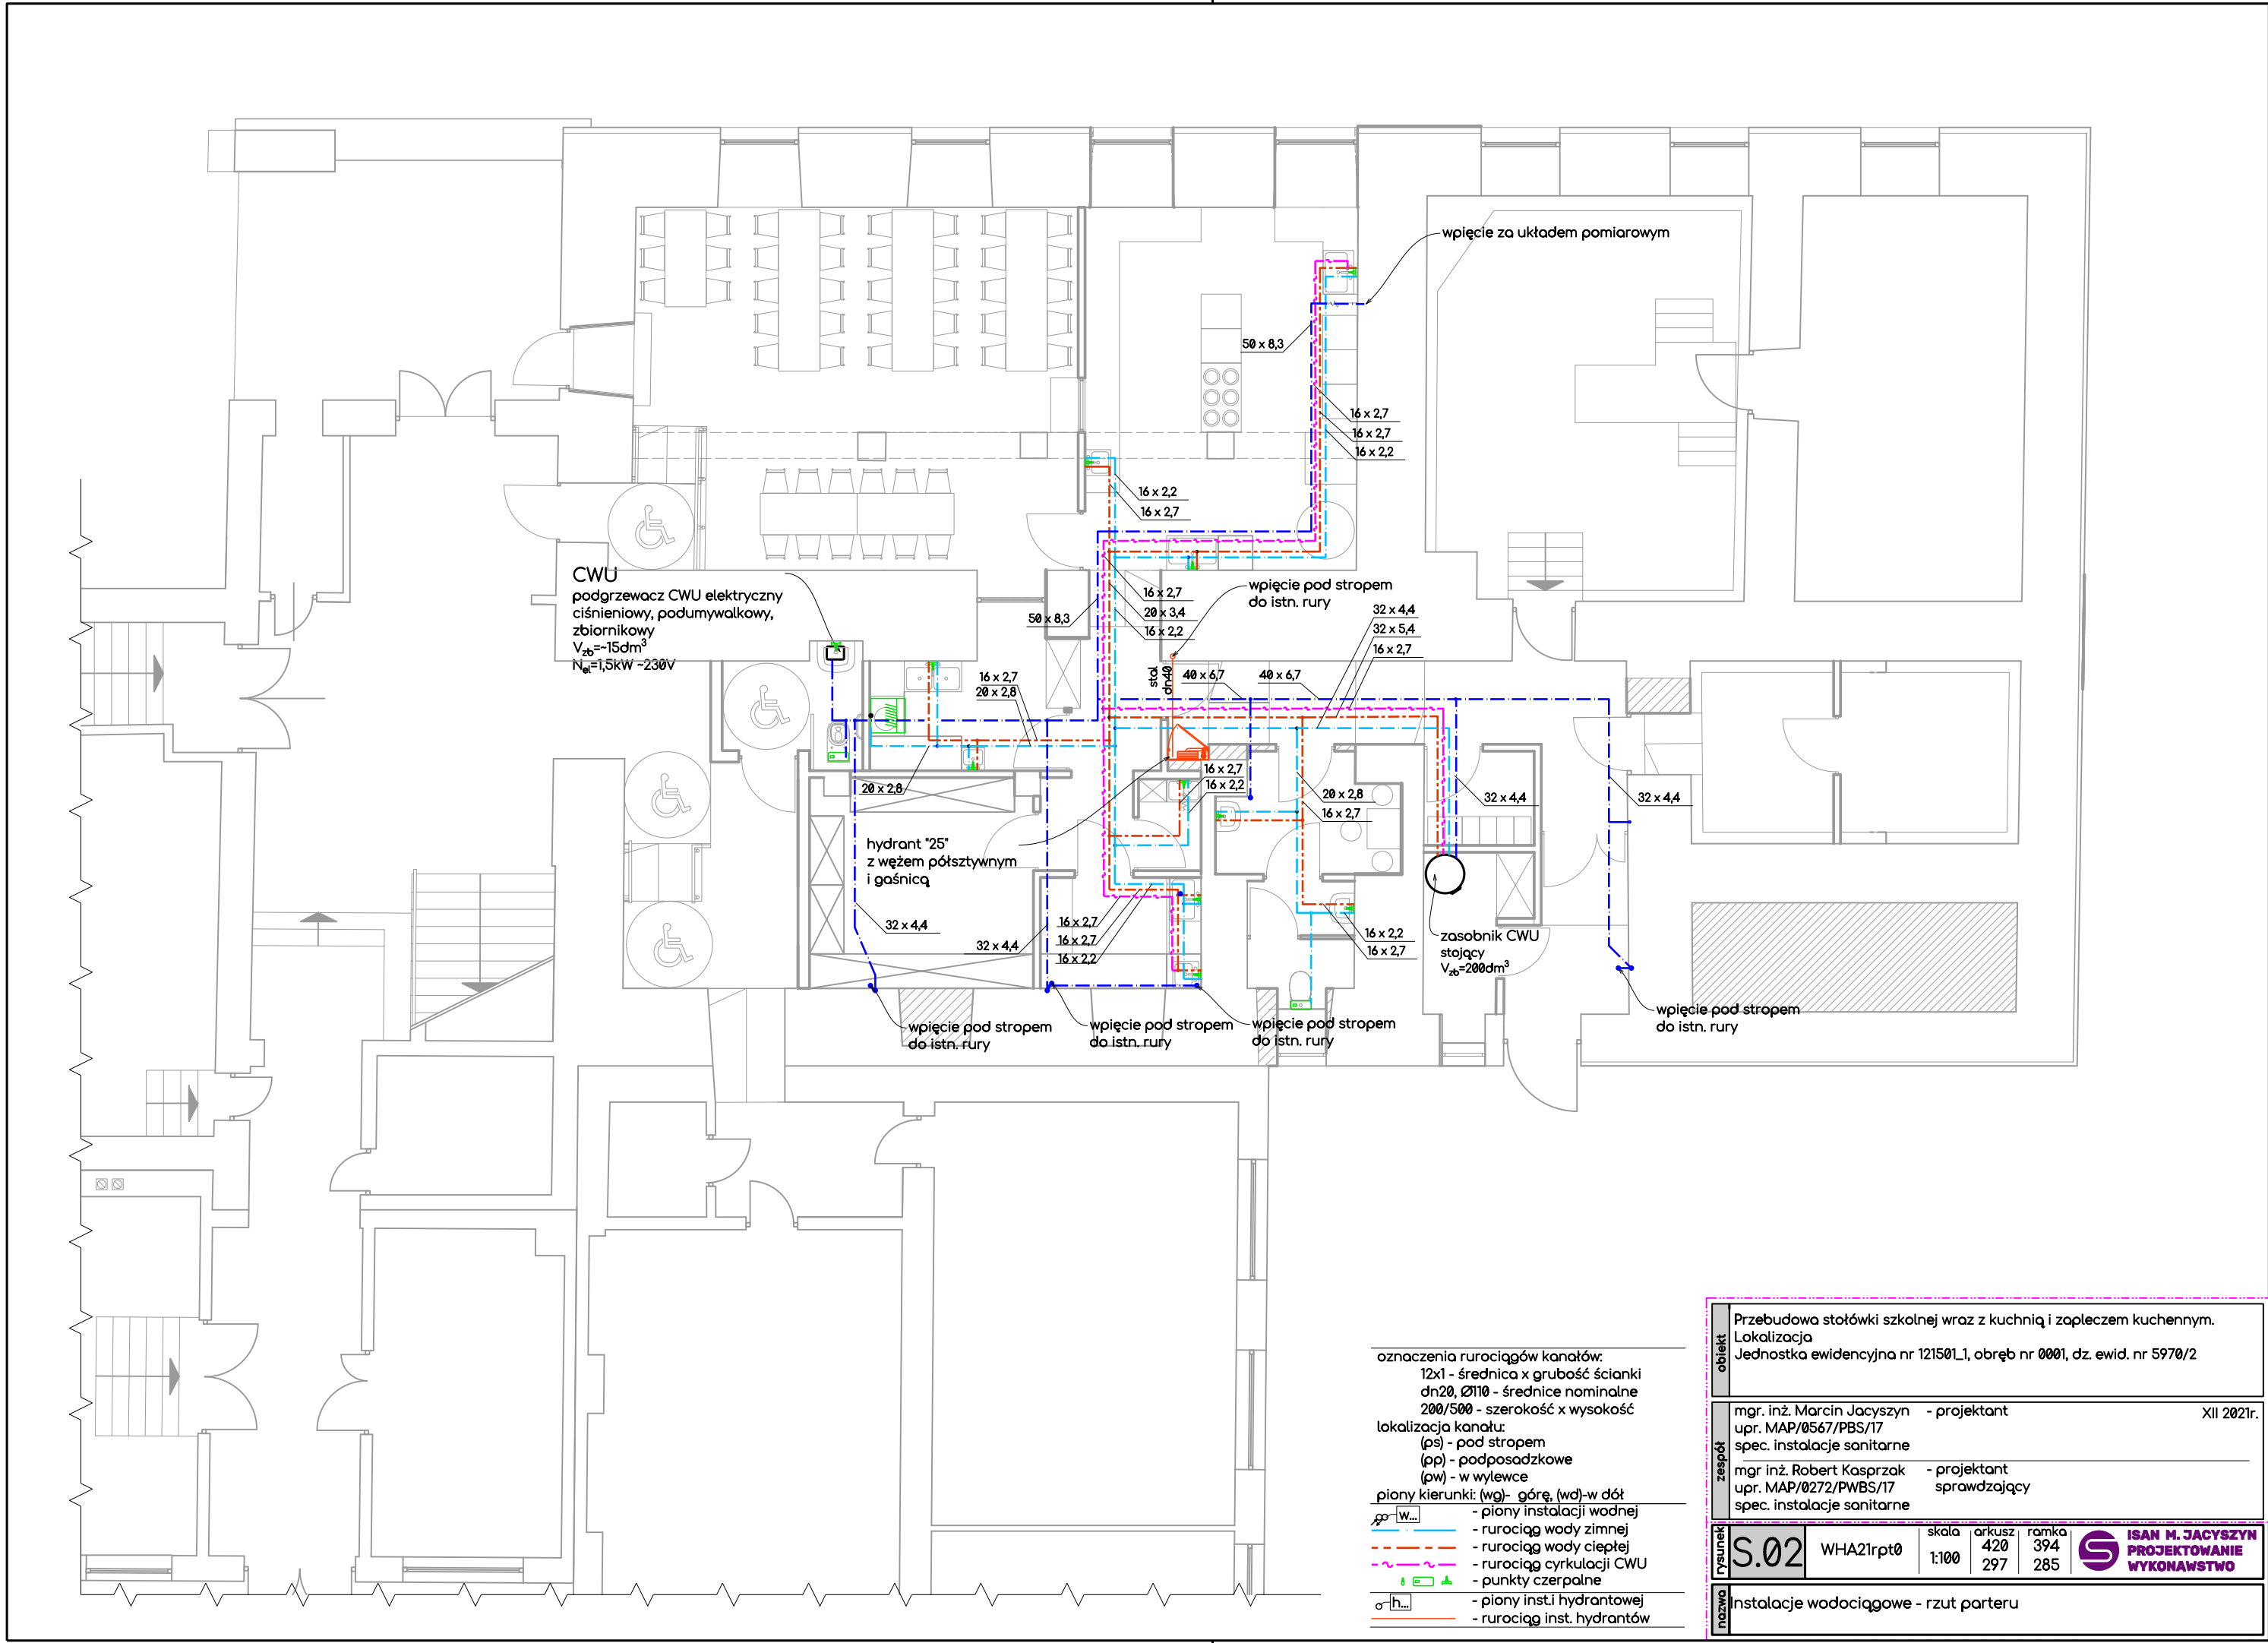 wpięcie za układem pomiarowym
50 x 8,3
16 x 2,7
16 x 2,7
16 x 2,2
16 x 2,2
16 x 2,7
CWU
podgrzewacz CWU elektryczny
ciśnieniowy, podumywalkowy,
zbiornikowy
Vzb=~15dm³
Nel=1,5kW ~230V
16 x 2,7
20 x 3,4
16 x 2,2
50 x 8,3
wpięcie pod stropem
do istn. rury
32 x 4,4
32 x 5,4
16 x 2,7
stal
dn40
40 x 6,7
40 x 6,7
16 x 2,7
20 x 2,8
20 x 2,8
16 x 2,7
16 x 2,2
20 x 2,8
16 x 2,7
32 x 4,4
32 x 4,4
hydrant "25"
z wężem półsztywnym
i gaśnicą
32 x 4,4
32 x 4,4
16 x 2,7
16 x 2,7
16 x 2,2
16 x 2,2
16 x 2,7
zasobnik CWU
stojący
Vzb=200dm³
wpięcie pod stropem
do istn. rury
wpięcie pod stropem
do istn. rury
wpięcie pod stropem
do istn. rury
wpięcie pod stropem
do istn. rury
oznaczenia rurociągów kanałów:
12x1 - średnica x grubość ścianki
dn20, Ø110 - średnice nominalne
200/500 - szerokość x wysokość
lokalizacja kanału:
(ps) - pod stropem
(pp) - podposadzkowe
(pw) - w wylewce
piony kierunki: (wg)- górę, (wd)-w dół
w... - piony instalacji wodnej
- rurociąg wody zimnej
- rurociąg wody ciepłej
- rurociąg cyrkulacji CWU
- punkty czerpalne
h... - piony inst.i hydrantowej
- rurociąg inst. hydrantów
obiekt
Przebudowa stołówki szkolnej wraz z kuchnią i zapleczem kuchennym.
Lokalizacja
Jednostka ewidencyjna nr 121501_1, obręb nr 0001, dz. ewid. nr 5970/2
zespół
mgr. inż. Marcin Jacyszyn - projektant XII 2021r.
upr. MAP/0567/PBS/17
spec. instalacje sanitarne
mgr inż. Robert Kasprzak - projektant
upr. MAP/0272/PWBS/17 sprawdzający
spec. instalacje sanitarne
rysunek
S.02
WHA21rpt0
skala arkusz ramka
1:100
420 394
297 285
ISAN M. JACYSZYN
PROJEKTOWANIE
WYKONAWSTWO
nazwa
Instalacje wodociągowe - rzut parteru